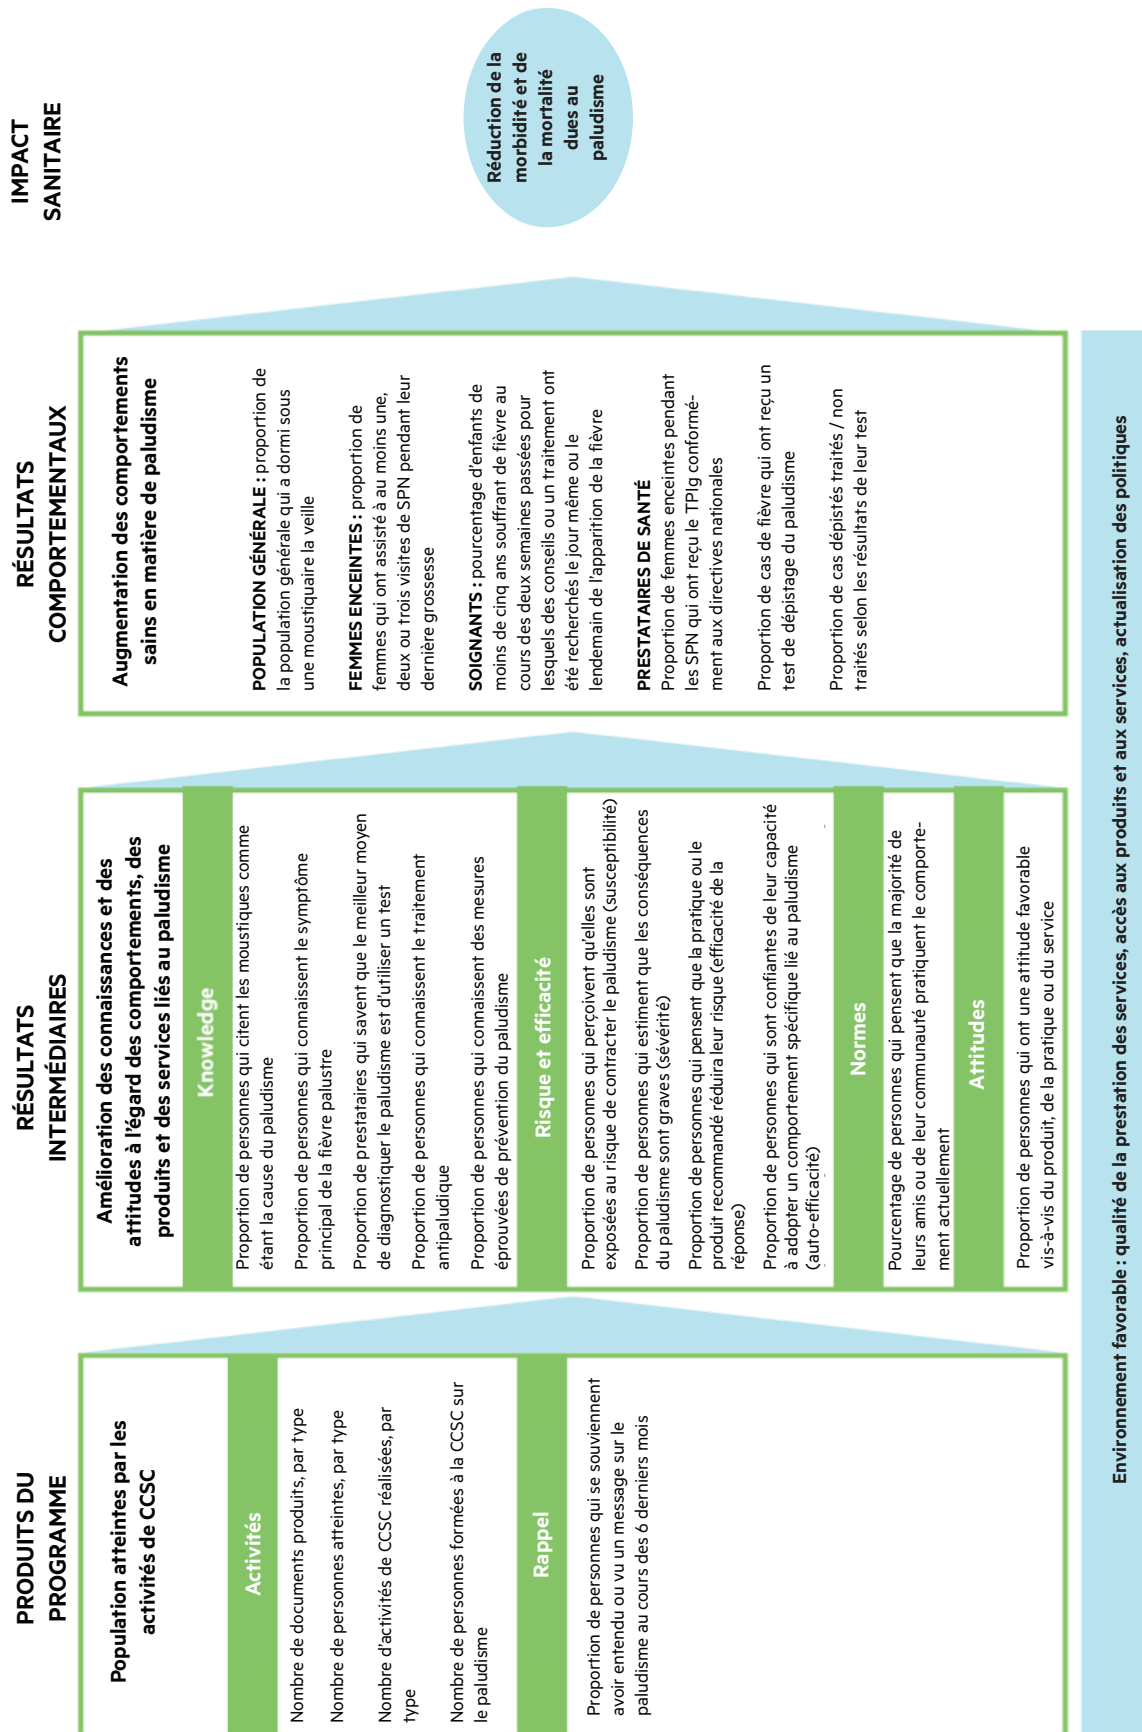 PRODUITS DU
PROGRAMME
Population atteintes par les
activités de CCSC
Activités
Nombre de documents produits, par type
Nombre de personnes atteintes, par type
Nombre d'activités de CCSC réalisées, par
type
Nombre de personnes formées à la CCSC sur
le paludisme
Rappel
Proportion de personnes qui se souviennent
avoir entendu ou vu un message sur le
paludisme au cours des 6 derniers mois
RÉSULTATS
INTERMÉDIAIRES
Amélioration des connaissances et des
attitudes à l'égard des comportements, des
produits et des services liés au paludisme
Knowledge
Proportion de personnes qui citent les moustiques comme
étant la cause du paludisme
Proportion de personnes qui connaissent le symptôme
principal de la fièvre palustre
Proportion de prestataires qui savent que le meilleur moyen
de diagnostiquer le paludisme est d'utiliser un test
Proportion de personnes qui connaissent le traitement
antipaludique
Proportion de personnes qui connaissent des mesures
éprouvées de prévention du paludisme
Risque et efficacité
Proportion de personnes qui perçoivent qu'elles sont
exposées au risque de contracter le paludisme (susceptibilité)
Proportion de personnes qui estiment que les conséquences
du paludisme sont graves (sévérité)
Proportion de personnes qui pensent que la pratique ou le
produit recommandé réduira leur risque (efficacité de la
réponse)
Proportion de personnes qui sont confiantes de leur capacité
à adopter un comportement spécifique lié au paludisme
(auto-efficacité)
Normes
Pourcentage de personnes qui pensent que la majorité de
leurs amis ou de leur communauté pratiquent le comporte-
ment actuellement
Attitudes
Proportion de personnes qui ont une attitude favorable
vis-à-vis du produit, de la pratique ou du service
RÉSULTATS
COMPORTEMENTAUX
Augmentation des comportements
sains en matière de paludisme
POPULATION GÉNÉRALE : proportion de
la population générale qui a dormi sous
une moustiquaire la veille
FEMMES ENCEINTES : proportion de
femmes qui ont assisté à au moins une,
deux ou trois visites de SPN pendant leur
dernière grossesse
SOIGNANTS : pourcentage d'enfants de
moins de cinq ans souffrant de fièvre au
cours des deux semaines passées pour
lesquels des conseils ou un traitement ont
été recherchés le jour même ou le
lendemain de l'apparition de la fièvre
PRESTATAIRES DE SANTÉ
Proportion de femmes enceintes pendant
les SPN qui ont reçu le TPIg conformé-
ment aux directives nationales
Proportion de cas de fièvre qui ont reçu un
test de dépistage du paludisme
Proportion de cas dépistés traités / non
traités selon les résultats de leur test
IMPACT
SANITAIRE
Réduction de la
morbidité et de
la mortalité
dues au
paludisme
Environnement favorable : qualité de la prestation des services, accès aux produits et aux services, actualisation des politiques